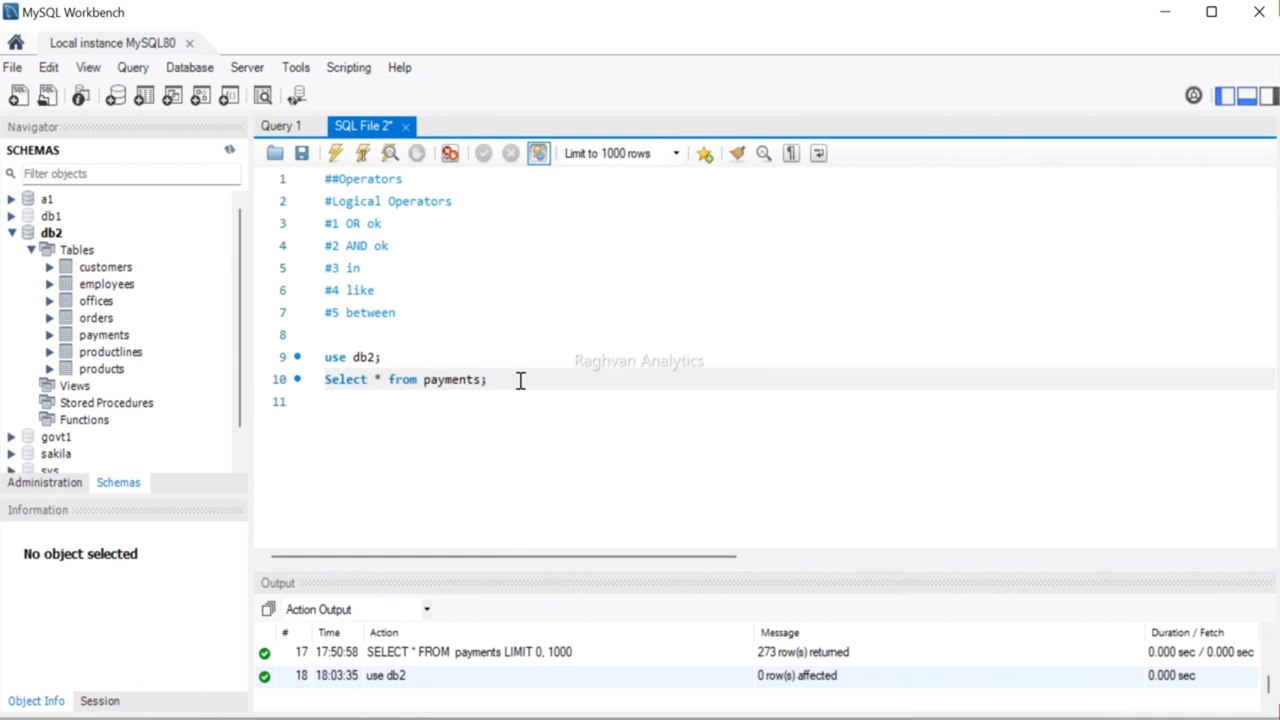 MySQL Workbench
Local instance MySQL80
File Edit View Query Database Server Tools Scripting Help
Navigator
SCHEMAS
Filter objects
a1
db1
db2
Tables
customers
employees
offices
orders
payments
productlines
products
Views
Stored Procedures
Functions
govt1
sakila
sys
Administration Schemas
Information
No object selected
Object Info Session
Query 1 SQL File 2*
Limit to 1000 rows
1 ##Operators
2 #Logical Operators
3 #1 OR ok
4 #2 AND ok
5 #3 in
6 #4 like
7 #5 between
8
9 use db2;
Raghvan Analytics
10 Select * from payments;
11
Output
Action Output
# Time Action Message Duration / Fetch
17 17:50:58 SELECT * FROM payments LIMIT 0, 1000 273 row(s) returned 0.000 sec / 0.000 sec
18 18:03:35 use db2 0 row(s) affected 0.000 sec